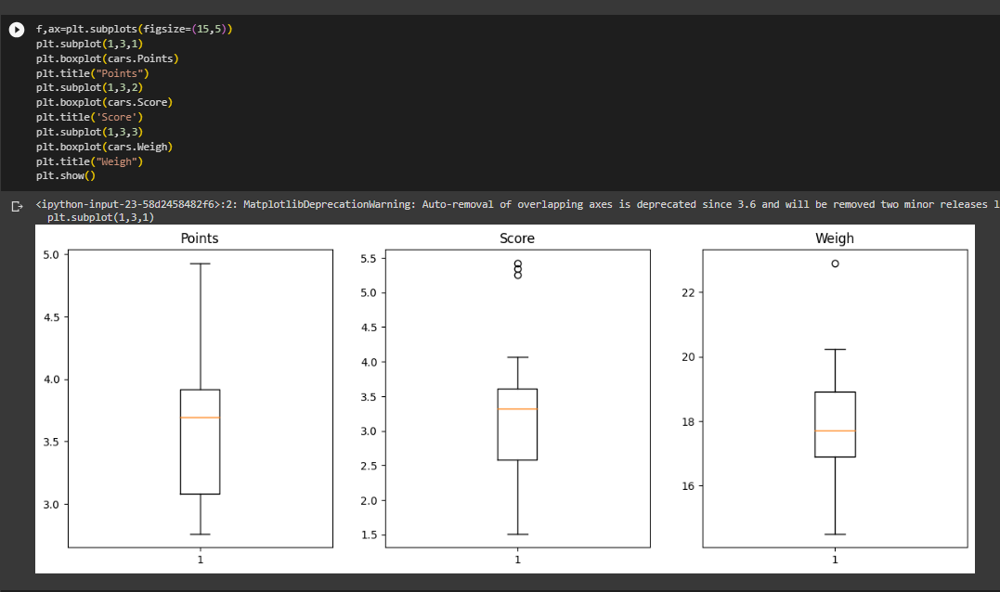 f,ax=plt.subplots(figsize=(15,5))
plt.subplot(1,3,1)
plt.boxplot(cars.Points)
plt.title("Points")
plt.subplot(1,3,2)
plt.boxplot(cars.Score)
plt.title('Score')
plt.subplot(1,3,3)
plt.boxplot(cars.Weigh)
plt.title("Weigh")
plt.show()
<ipython-input-23-58d2458482f6>:2: MatplotlibDeprecationWarning: Auto-removal of overlapping axes is deprecated since 3.6 and will be removed two minor releases l
plt.subplot(1,3,1)
Points
5.0
4.5
4.0
3.5
3.0
1
Score
5.5
5.0
4.5
4.0
3.5
3.0
2.5
2.0
1.5
1
Weigh
22
20
18
16
1